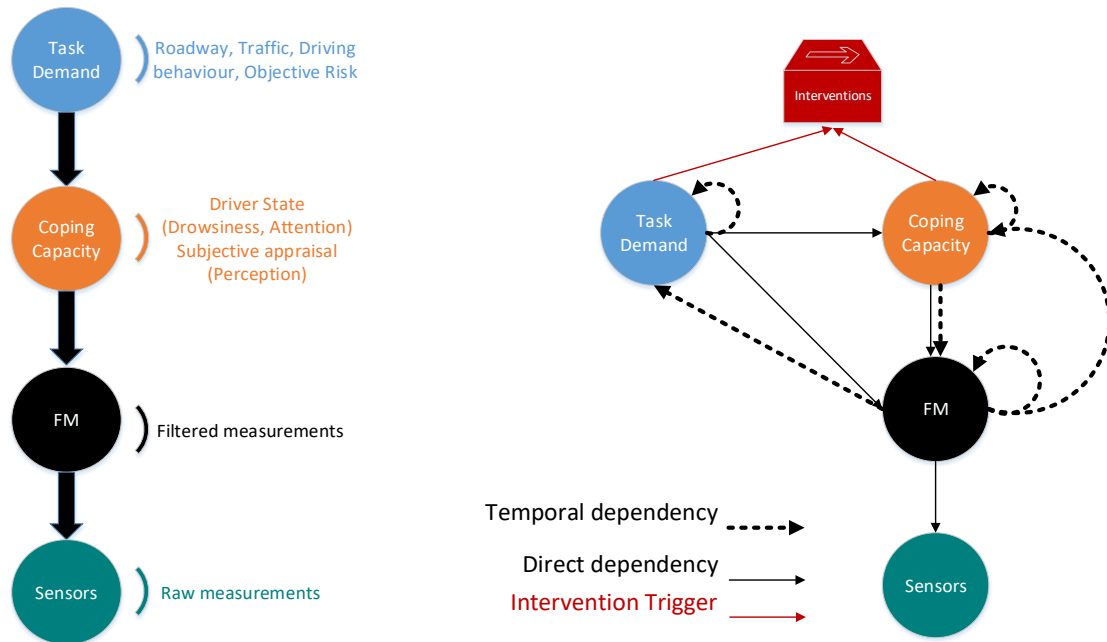 Task
Demand
Roadway, Traffic, Driving
behaviour, Objective Risk
Coping
Capacity
Driver State
(Drowsiness, Attention)
Subjective appraisal
(Perception)
FM
Filtered measurements
Sensors
Raw measurements
Interventions
Task
Demand
Coping
Capacity
FM
Sensors
Temporal dependency
Direct dependency
Intervention Trigger